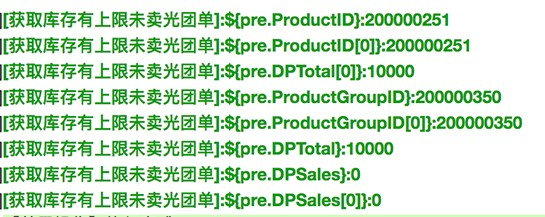 [获取库存有上限未卖光团单]:${pre.ProductID}:200000251
[获取库存有上限未卖光团单]:${pre.ProductID[0]}:200000251
[获取库存有上限未卖光团单]:${pre.DPTotal[0]}:10000
[获取库存有上限未卖光团单]:${pre.ProductGroupID}:200000350
[获取库存有上限未卖光团单]:${pre.ProductGroupID[0]}:200000350
[获取库存有上限未卖光团单]:${pre.DPTotal}:10000
[获取库存有上限未卖光团单]:${pre.DPSales}:0
[获取库存有上限未卖光团单]:${pre.DPSales[0]}:0